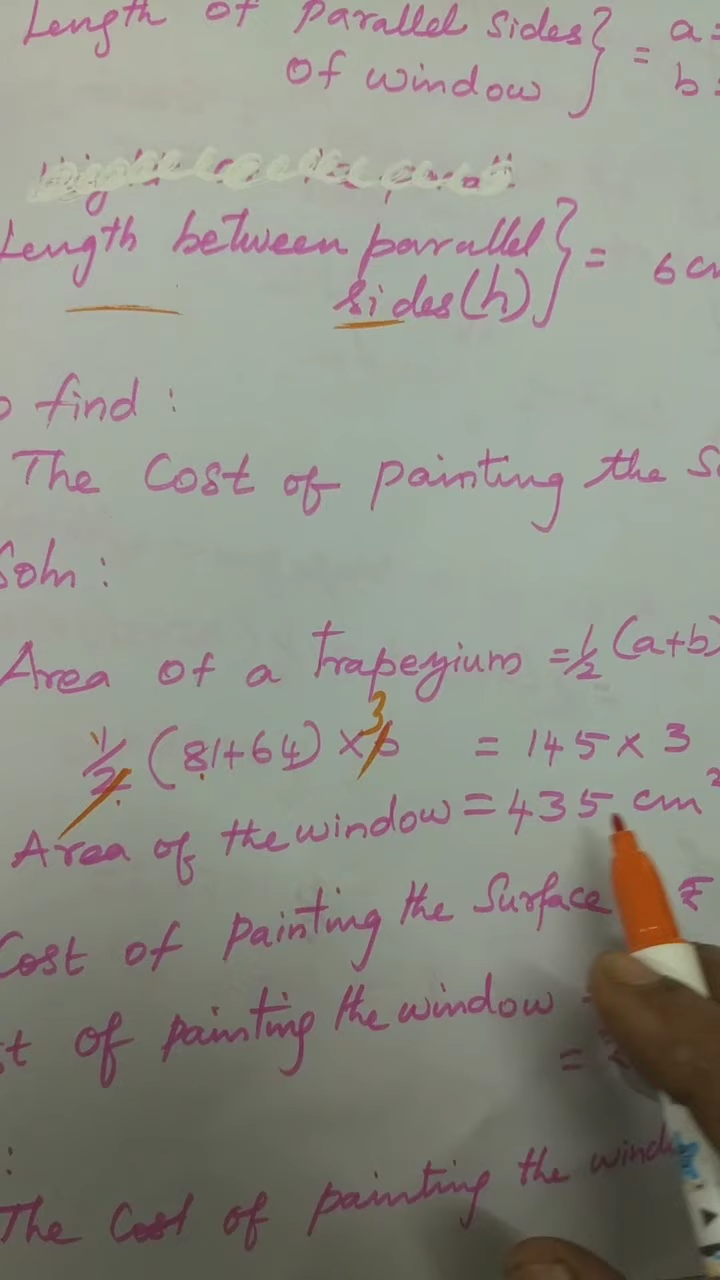 Length of parallel sides } = a =
of window b =
Length between parallel } = 6 cm
sides (h)
o find :
The Cost of painting the S
Soln :
Area of a trapezium = 1/2 (a+b)
1/2 (81+64) × 6 3 = 145 × 3
Area of the window = 435 cm²
Cost of painting the Surface ₹
t of painting the window =
=
:
The Cost of painting the wind